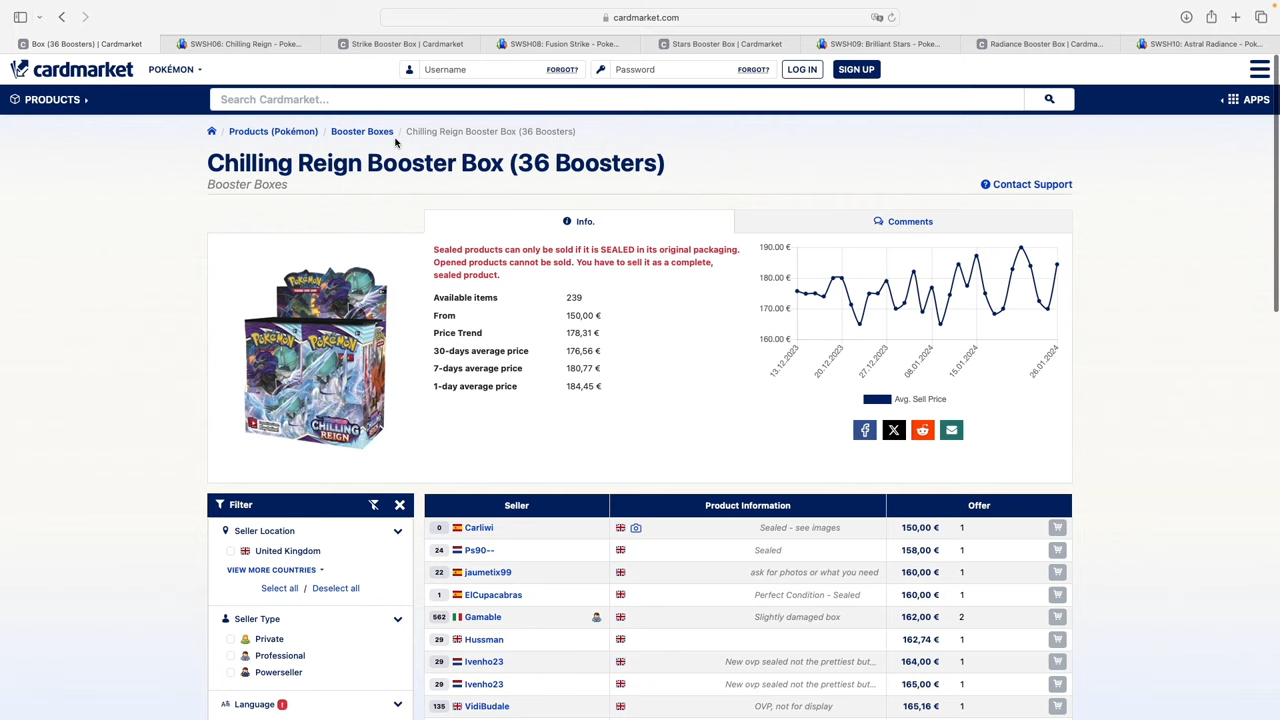 cardmarket.com
Box (36 Boosters) | Cardmarket
SWSH06: Chilling Reign - Poke...
Strike Booster Box | Cardmarket
SWSH08: Fusion Strike - Poke...
Stars Booster Box | Cardmarket
SWSH09: Brilliant Stars - Poke...
Radiance Booster Box | Cardma...
SWSH10: Astral Radiance - Pok...
cardmarket
POKÉMON
Username
FORGOT?
Password
FORGOT?
LOG IN
SIGN UP
PRODUCTS
Search Cardmarket...
APPS
/ Products (Pokémon) / Booster Boxes / Chilling Reign Booster Box (36 Boosters)
Chilling Reign Booster Box (36 Boosters)
Booster Boxes
Contact Support
Info.
Comments
Sealed products can only be sold if it is SEALED in its original packaging.
Opened products cannot be sold. You have to sell it as a complete,
sealed product.
Available items 239
From 150,00 €
Price Trend 178,31 €
30-days average price 176,56 €
7-days average price 180,77 €
1-day average price 184,45 €
190.00 €
180.00 €
170.00 €
160.00 €
13.12.2023
20.12.2023
27.12.2023
08.01.2024
15.01.2024
26.01.2024
Avg. Sell Price
POKÉMON
POKÉMON
POKÉMON
CHILLING
REIGN
Filter
Seller Location
United Kingdom
VIEW MORE COUNTRIES
Select all / Deselect all
Seller Type
Private
Professional
Powerseller
Language
Seller Product Information Offer
0 Carliwi Sealed - see images 150,00 € 1
24 Ps90-- Sealed 158,00 € 1
22 jaumetix99 ask for photos or what you need 160,00 € 1
1 ElCupacabras Perfect Condition - Sealed 160,00 € 1
562 Gamable Slightly damaged box 162,00 € 2
29 Hussman 162,74 € 1
29 Ivenho23 New ovp sealed not the prettiest but... 164,00 € 1
29 Ivenho23 New ovp sealed not the prettiest but... 165,00 € 1
135 VidiBudale OVP, not for display 165,16 € 1